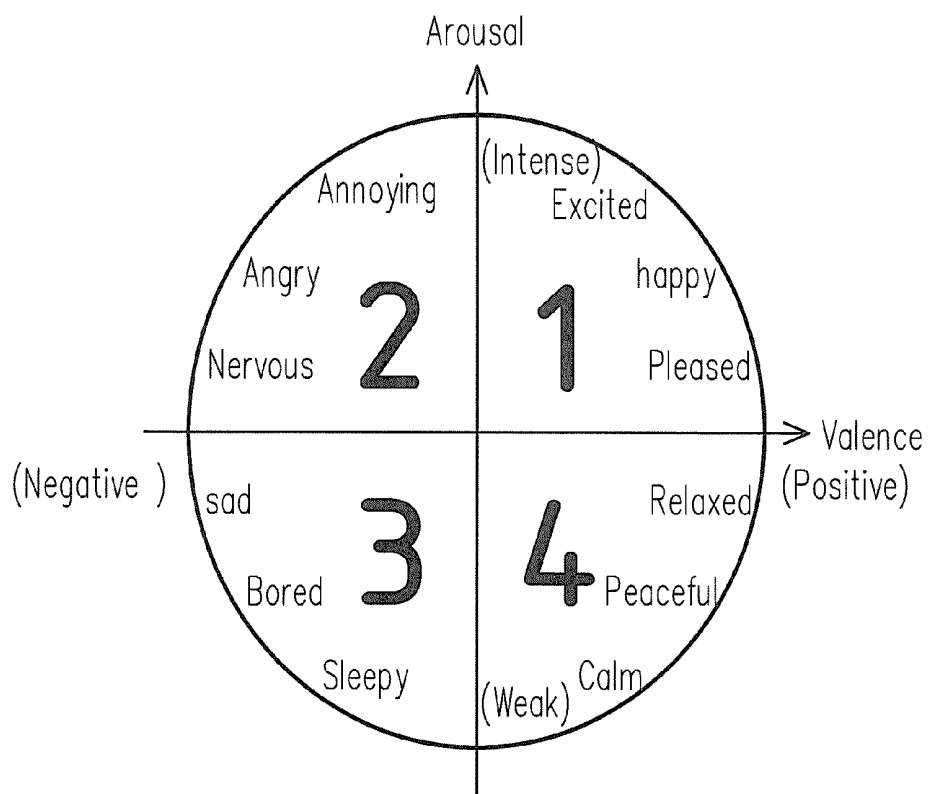 Arousal
(Intense)
Annoying
Excited
Angry
happy
2
1
Nervous
Pleased
Valence
(Negative )
(Positive)
sad
Relaxed
3
4
Bored
Peaceful
Sleepy
Calm
(Weak)